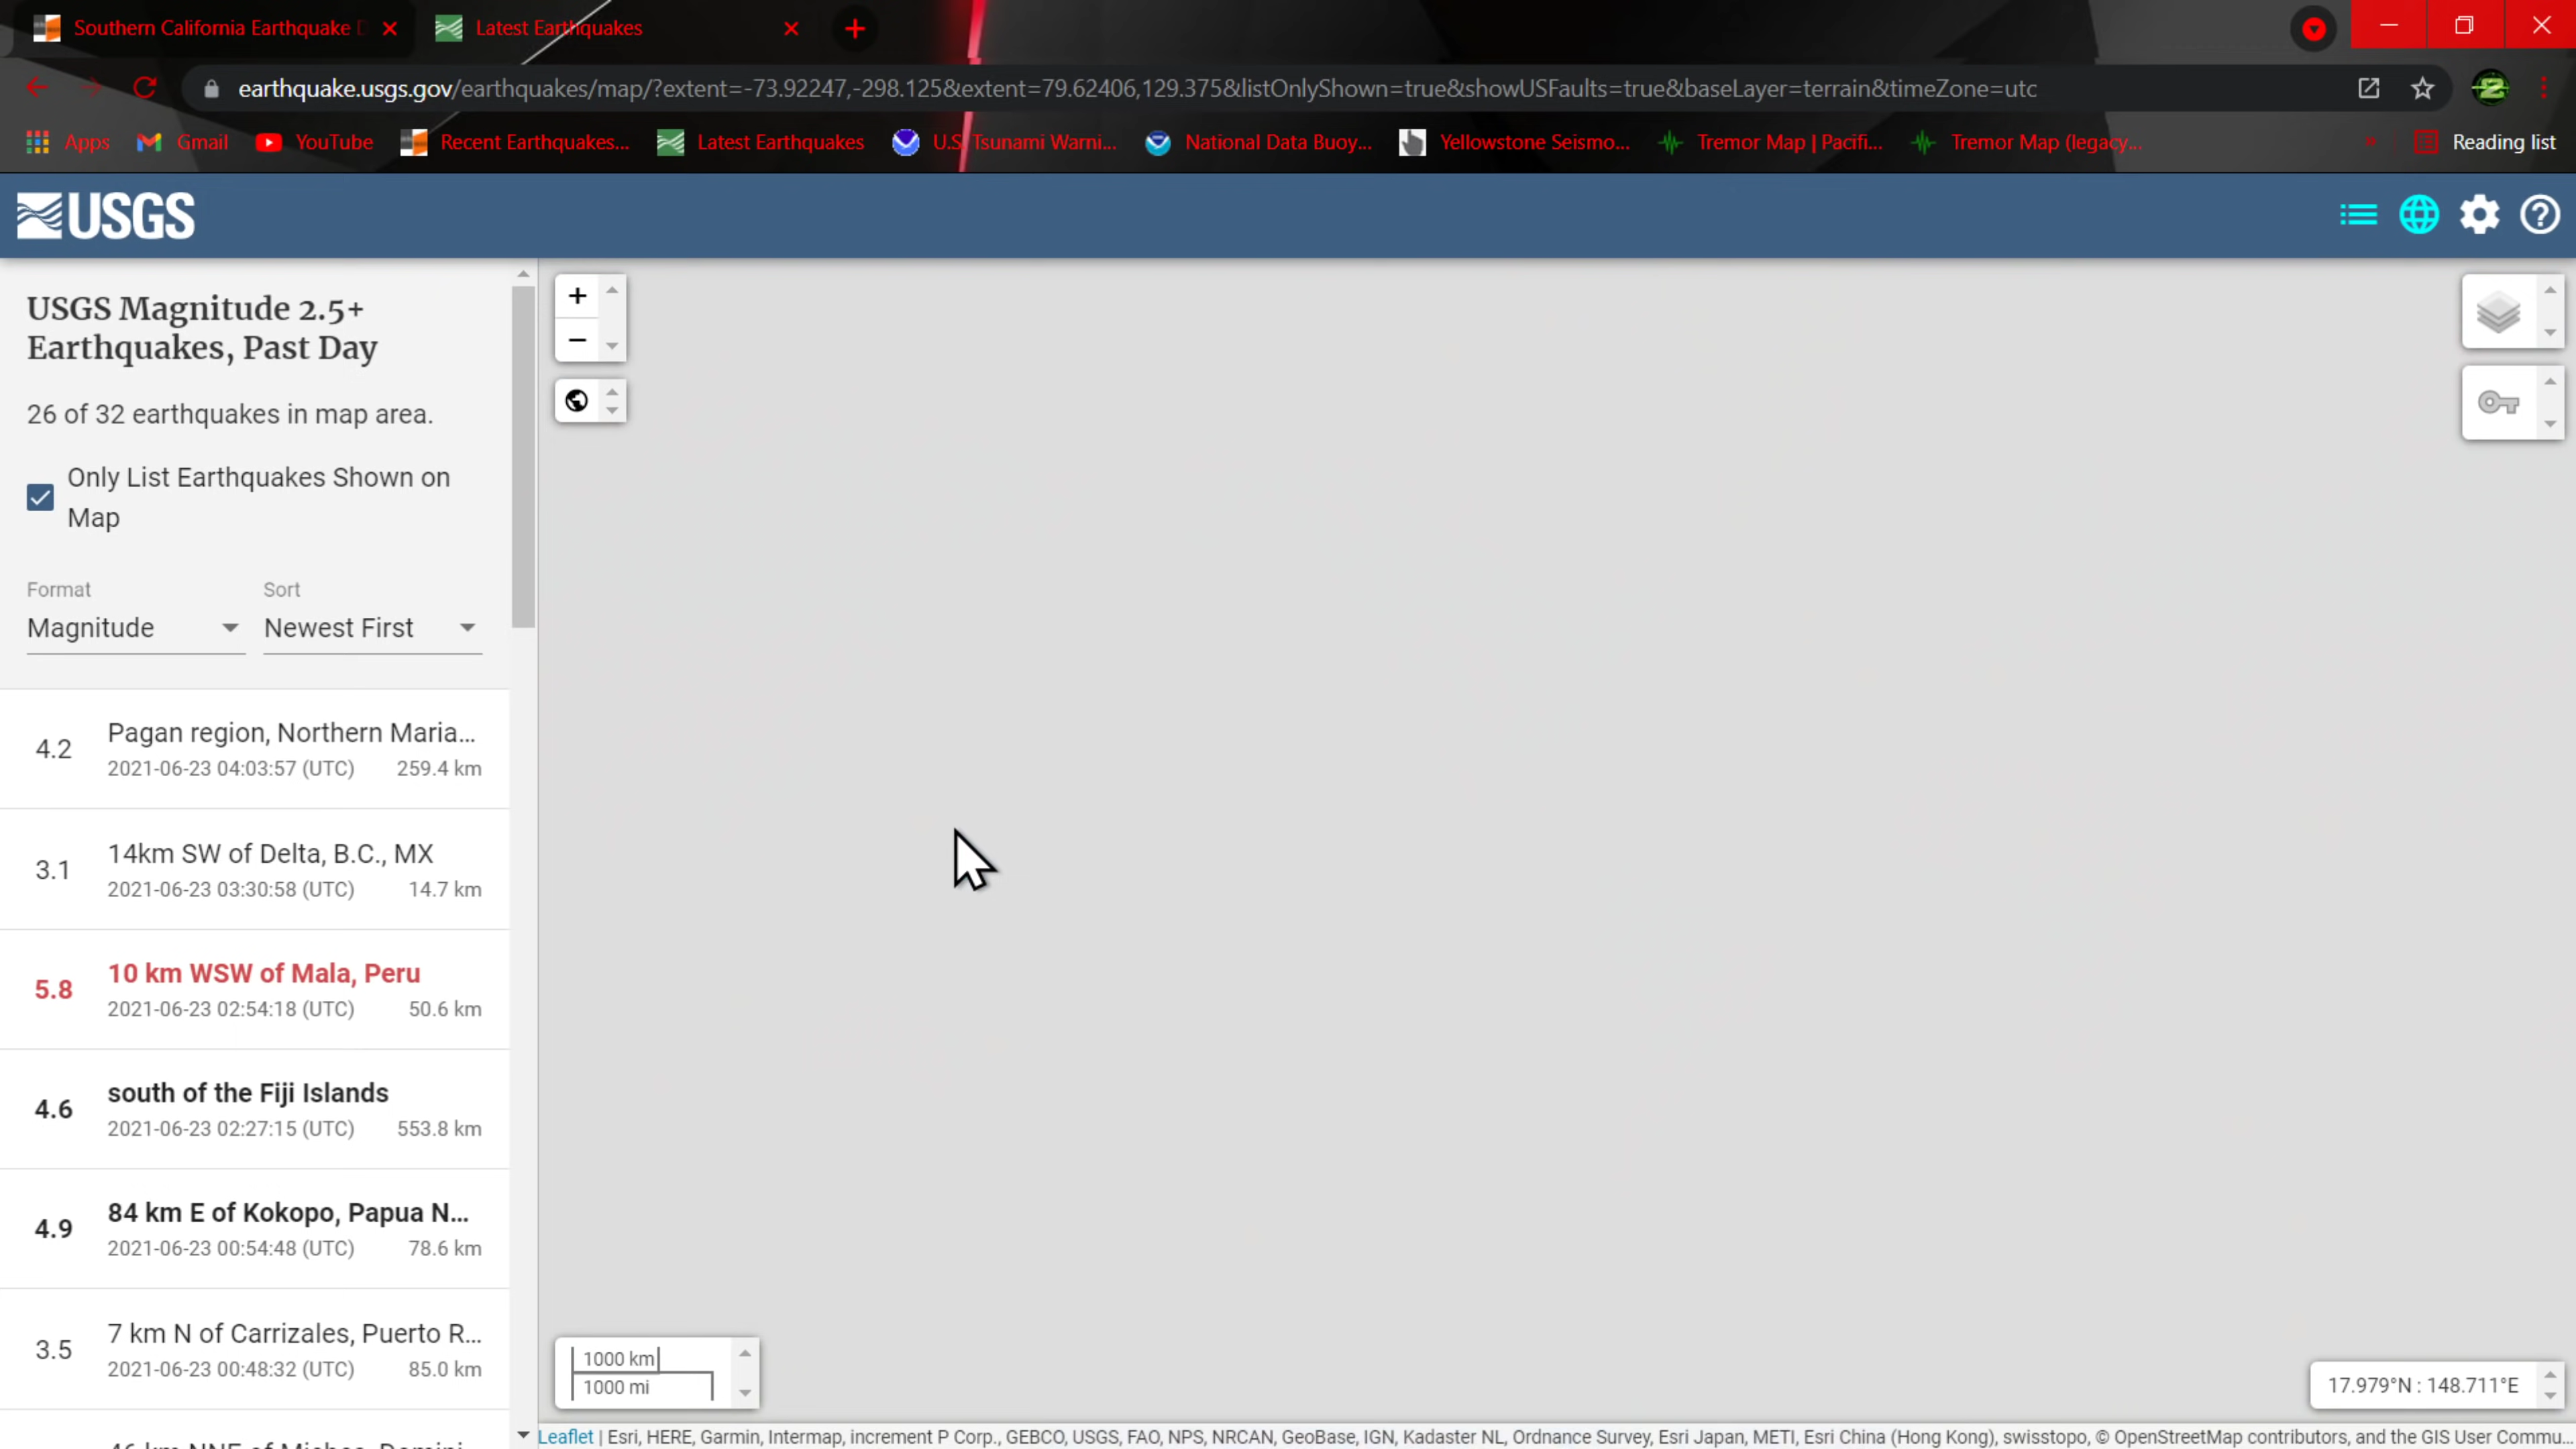 Southern California Earthquake D
Latest Earthquakes
earthquake.usgs.gov/earthquakes/map/?extent=-73.92247,-298.125&extent=79.62406,129.375&listOnlyShown=true&showUSFaults=true&baseLayer=terrain&timeZone=utc
Apps Gmail YouTube Recent Earthquakes... Latest Earthquakes U.S. Tsunami Warni... National Data Buoy... Yellowstone Seismo... Tremor Map | Pacifi... Tremor Map (legacy... Reading list
USGS
USGS Magnitude 2.5+
Earthquakes, Past Day
26 of 32 earthquakes in map area.
Only List Earthquakes Shown on
Map
Format Sort
Magnitude Newest First
4.2 Pagan region, Northern Maria...
2021-06-23 04:03:57 (UTC) 259.4 km
3.1 14km SW of Delta, B.C., MX
2021-06-23 03:30:58 (UTC) 14.7 km
5.8 10 km WSW of Mala, Peru
2021-06-23 02:54:18 (UTC) 50.6 km
4.6 south of the Fiji Islands
2021-06-23 02:27:15 (UTC) 553.8 km
4.9 84 km E of Kokopo, Papua N...
2021-06-23 00:54:48 (UTC) 78.6 km
3.5 7 km N of Carrizales, Puerto R...
2021-06-23 00:48:32 (UTC) 85.0 km
+
−
1000 km
1000 mi
17.979°N : 148.711°E
Leaflet | Esri, HERE, Garmin, Intermap, increment P Corp., GEBCO, USGS, FAO, NPS, NRCAN, GeoBase, IGN, Kadaster NL, Ordnance Survey, Esri Japan, METI, Esri China (Hong Kong), swisstopo, © OpenStreetMap contributors, and the GIS User Commu...